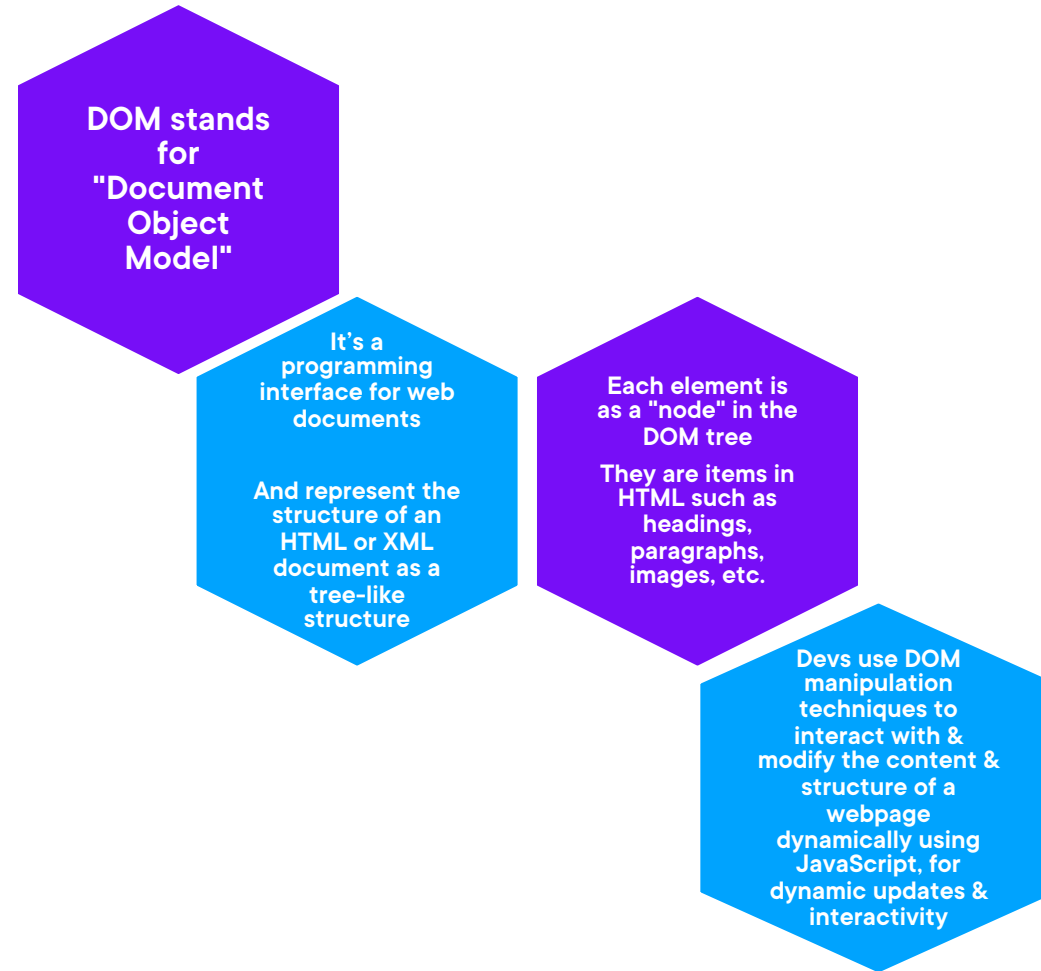 DOM stands
for
"Document
Object
Model"
It's a
programming
interface for web
documents
And represent the
structure of an
HTML or XML
document as a
tree-like
structure
Each element is
as a "node" in the
DOM tree
They are items in
HTML such as
headings,
paragraphs,
images, etc.
Devs use DOM
manipulation
techniques to
interact with &
modify the content &
structure of a
webpage
dynamically using
JavaScript, for
dynamic updates &
interactivity